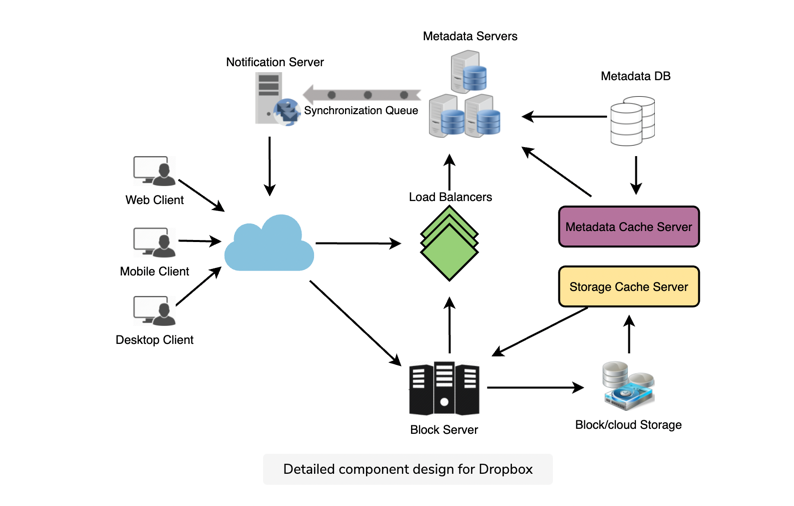 Metadata Servers
Notification Server
Metadata DB
Synchronization Queue
Web Client
Load Balancers
Metadata Cache Server
Mobile Client
Storage Cache Server
Desktop Client
Block Server
Block/cloud Storage
Detailed component design for Dropbox